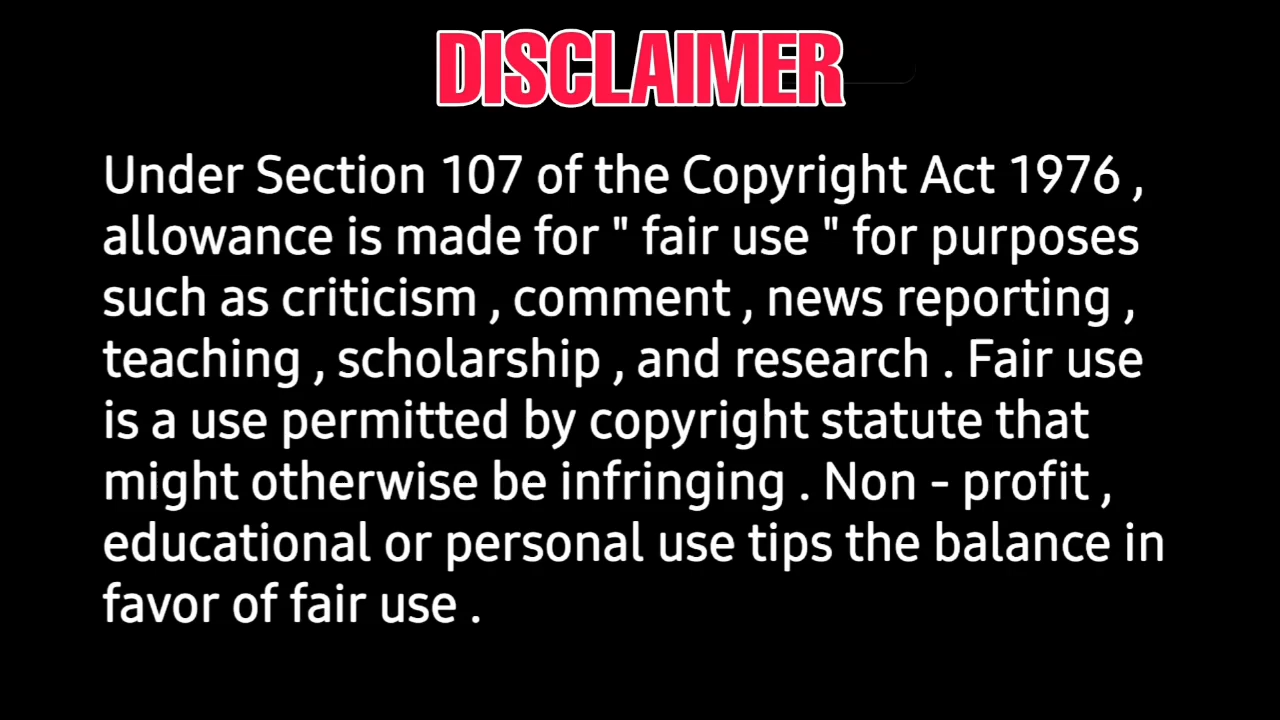 DISCLAIMER
Under Section 107 of the Copyright Act 1976 ,
allowance is made for " fair use " for purposes
such as criticism , comment , news reporting ,
teaching , scholarship , and research . Fair use
is a use permitted by copyright statute that
might otherwise be infringing . Non - profit ,
educational or personal use tips the balance in
favor of fair use .